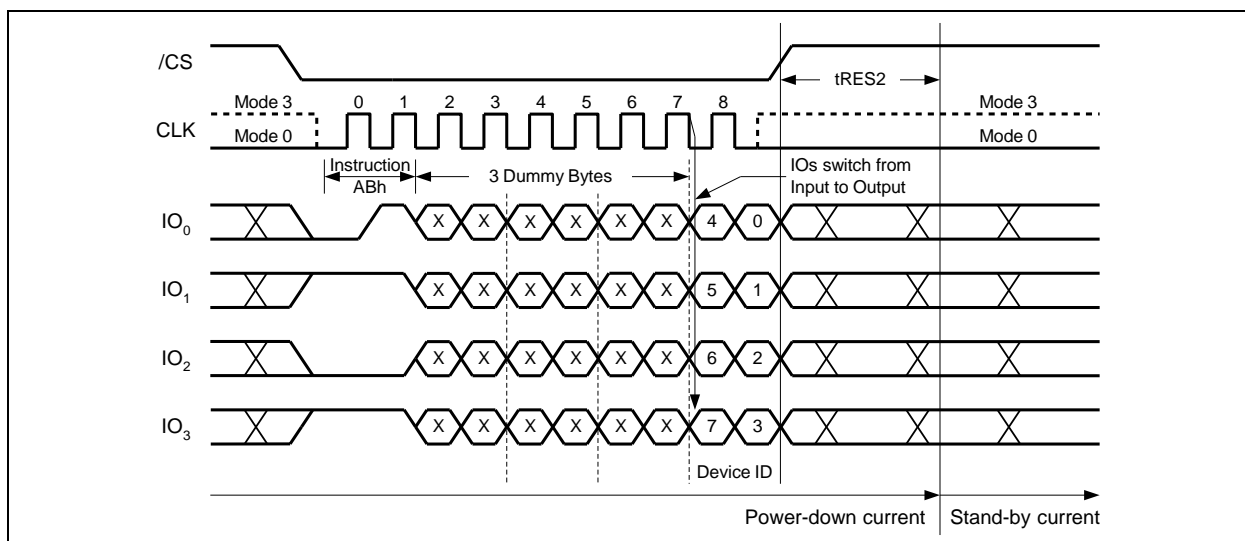 /CS
tRES2
Mode 3 0 1 2 3 4 5 6 7 8 Mode 3
CLK
Mode 0 Mode 0
Instruction
ABh
3 Dummy Bytes
IOs switch from
Input to Output
IO0 X X X X X X 4 0
IO1 X X X X X X 5 1
IO2 X X X X X X 6 2
IO3 X X X X X X 7 3
Device ID
Power-down current Stand-by current